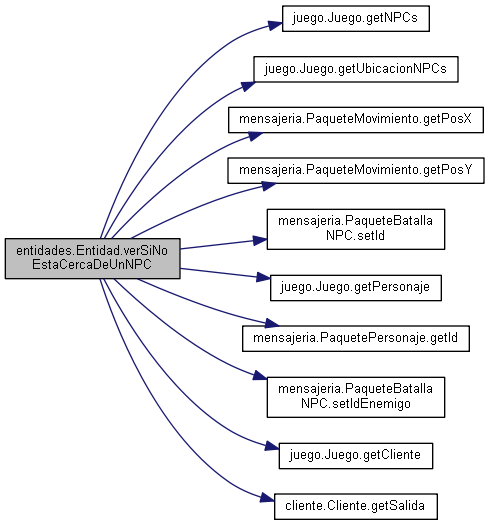 juego.Juego.getNPCs
juego.Juego.getUbicacionNPCs
mensajeria.PaqueteMovimiento.getPosX
mensajeria.PaqueteMovimiento.getPosY
entidades.Entidad.verSiNo
EstaCercaDeUnNPC
mensajeria.PaqueteBatalla
NPC.setId
juego.Juego.getPersonaje
mensajeria.PaquetePersonaje.getId
mensajeria.PaqueteBatalla
NPC.setIdEnemigo
juego.Juego.getCliente
cliente.Cliente.getSalida